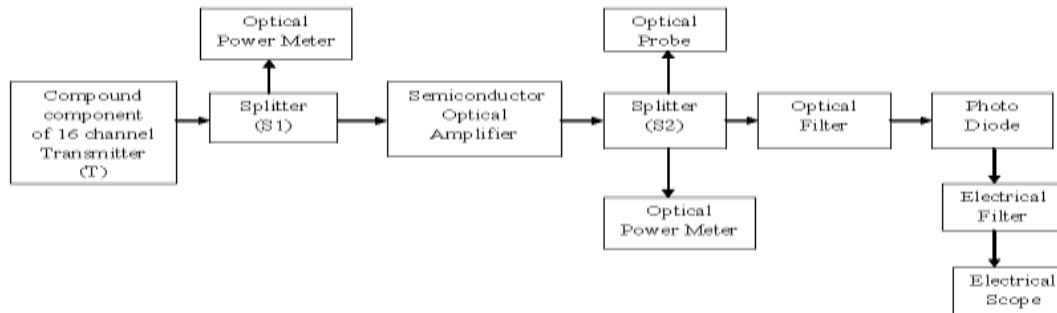 Optical
Power Meter
Optical
Probe
Compound
component
of 16 channel
Transmitter
(T)
Splitter
(S1)
Semiconductor
Optical
Amplifier
Splitter
(S2)
Optical
Filter
Photo
Diode
Optical
Power Meter
Electrical
Filter
Electrical
Scope